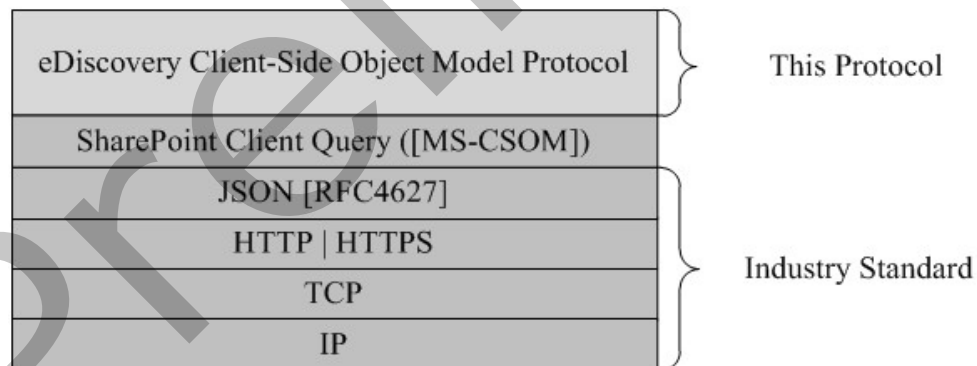 eDiscovery Client-Side Object Model Protocol
This Protocol
SharePoint Client Query ([MS-CSOM])
JSON [RFC4627]
HTTP | HTTPS
Industry Standard
TCP
IP